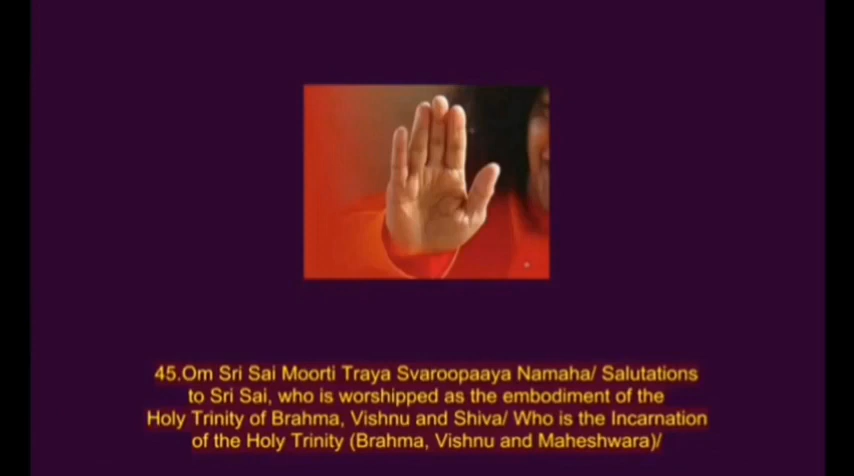 45.Om Sri Sai Moorti Traya Svaroopaaya Namaha/ Salutations
to Sri Sai, who is worshipped as the embodiment of the
Holy Trinity of Brahma, Vishnu and Shiva/ Who is the Incarnation
of the Holy Trinity (Brahma, Vishnu and Maheshwara)/